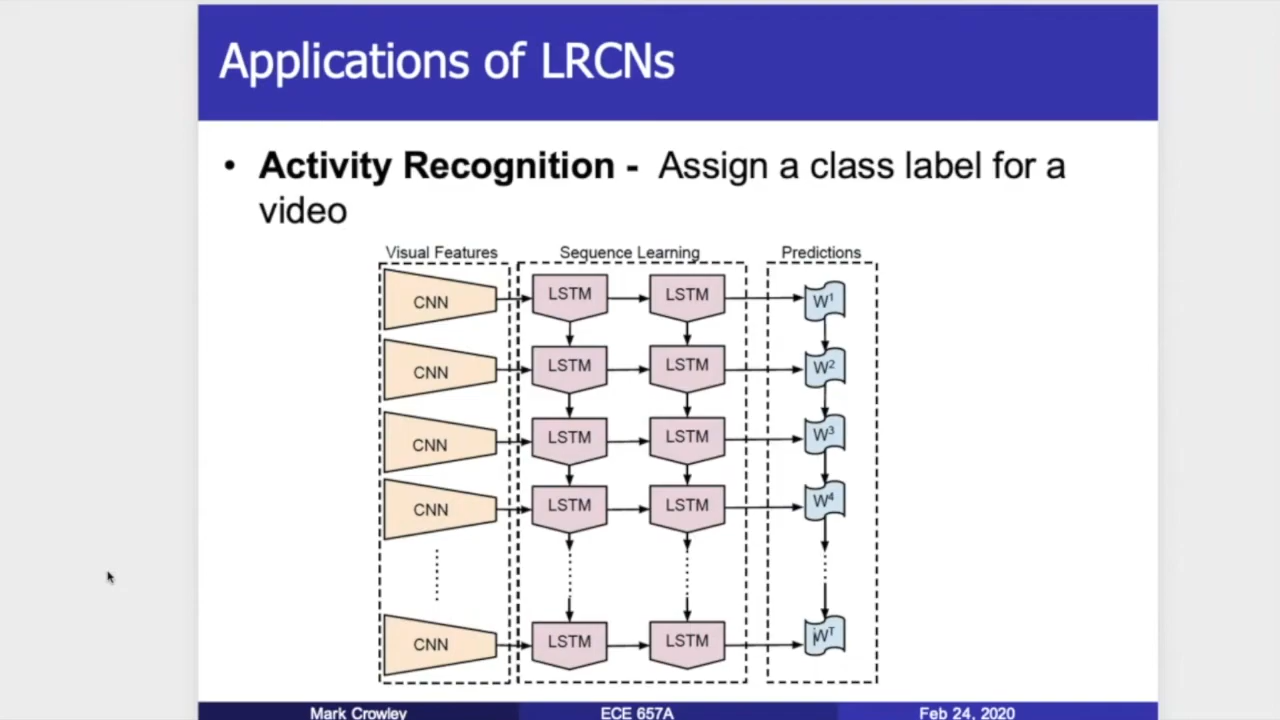 Applications of LRCNs
• Activity Recognition - Assign a class label for a
video
Visual Features Sequence Learning Predictions
CNN LSTM LSTM W¹
CNN LSTM LSTM W²
CNN LSTM LSTM W³
CNN LSTM LSTM W⁴
CNN LSTM LSTM Wᵀ
Mark Crowley ECE 657A Feb 24, 2020